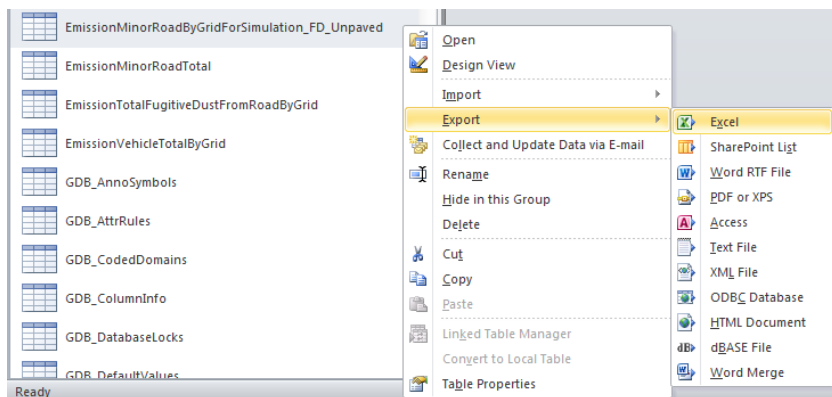 EmissionMinorRoadByGridForSimulation_FD_Unpaved
EmissionMinorRoadTotal
EmissionTotalFugitiveDustFromRoadByGrid
EmissionVehicleTotalByGrid
GDB_AnnoSymbols
GDB_AttrRules
GDB_CodedDomains
GDB_ColumnInfo
GDB_DatabaseLocks
GDB_DefaultValues
Ready
Open
Design View
Import
Export
Collect and Update Data via E-mail
Rename
Hide in this Group
Delete
Cut
Copy
Paste
Linked Table Manager
Convert to Local Table
Table Properties
Excel
SharePoint List
Word RTF File
PDF or XPS
Access
Text File
XML File
ODBC Database
HTML Document
dB
dBASE File
Word Merge